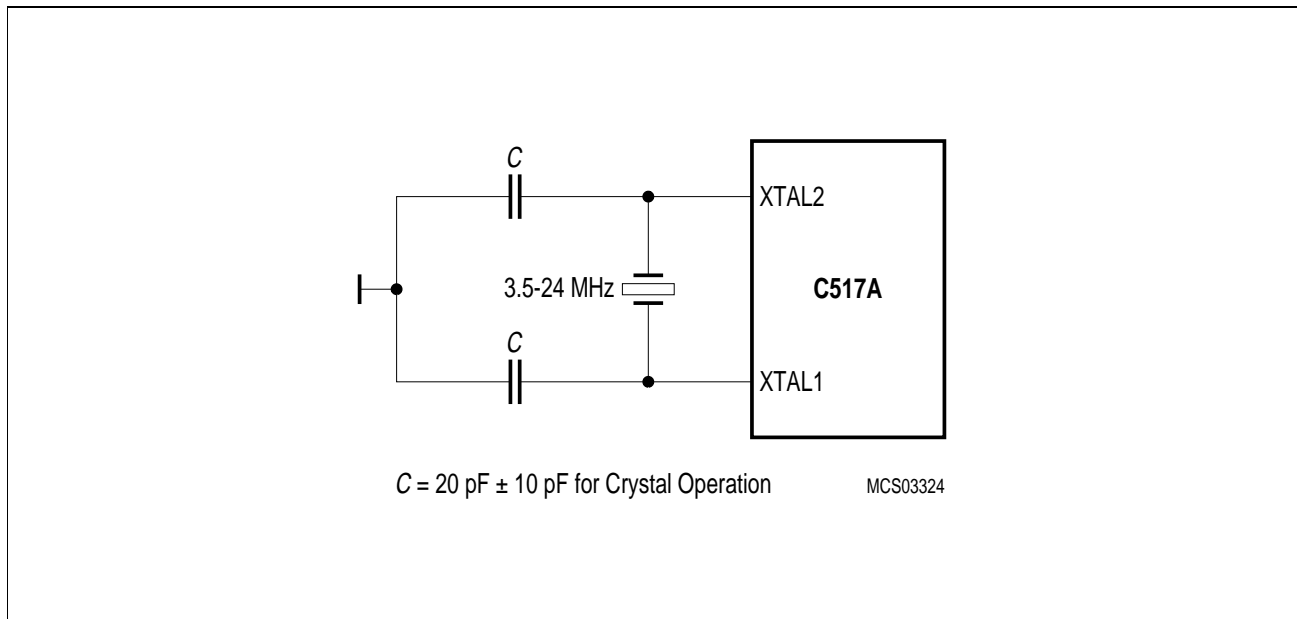 C
XTAL2
3.5-24 MHz
C517A
C
XTAL1
C = 20 pF ± 10 pF for Crystal Operation
MCS03324